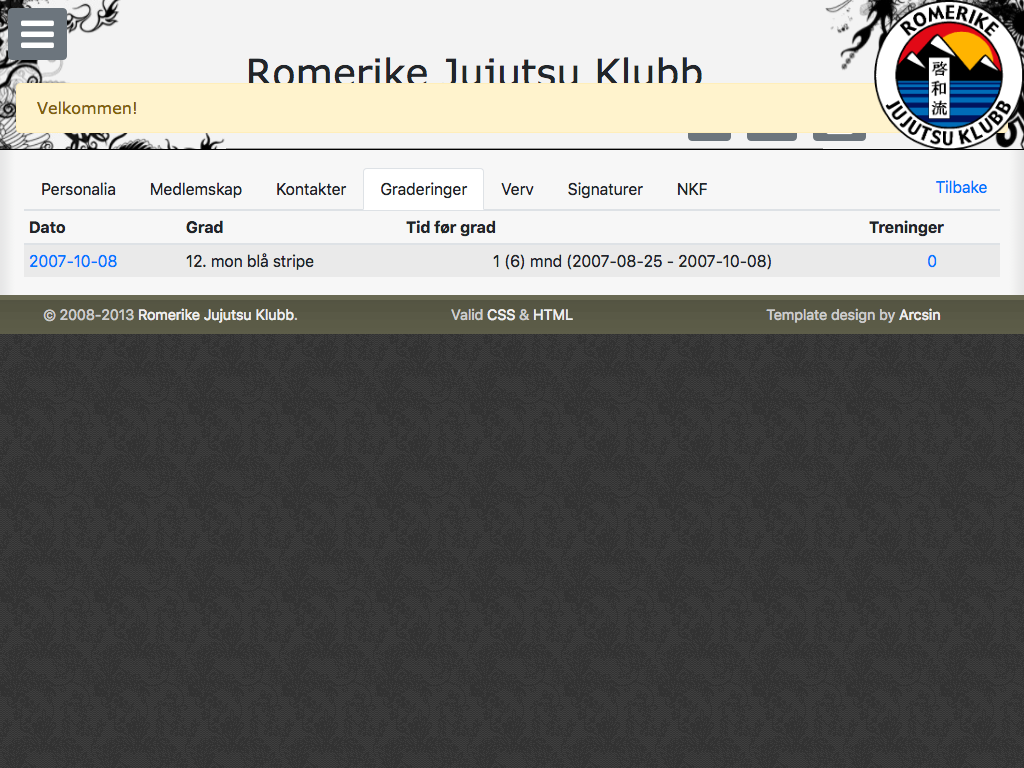 Romerike Jujutsu Klubb
Velkommen!
ROMERIKE
啓和流
JUJUTSU KLUBB
Personalia Medlemskap Kontakter Graderinger Verv Signaturer NKF Tilbake
Dato Grad Tid før grad Treninger
2007-10-08 12. mon blå stripe 1 (6) mnd (2007-08-25 - 2007-10-08) 0
© 2008-2013 Romerike Jujutsu Klubb. Valid CSS & HTML Template design by Arcsin